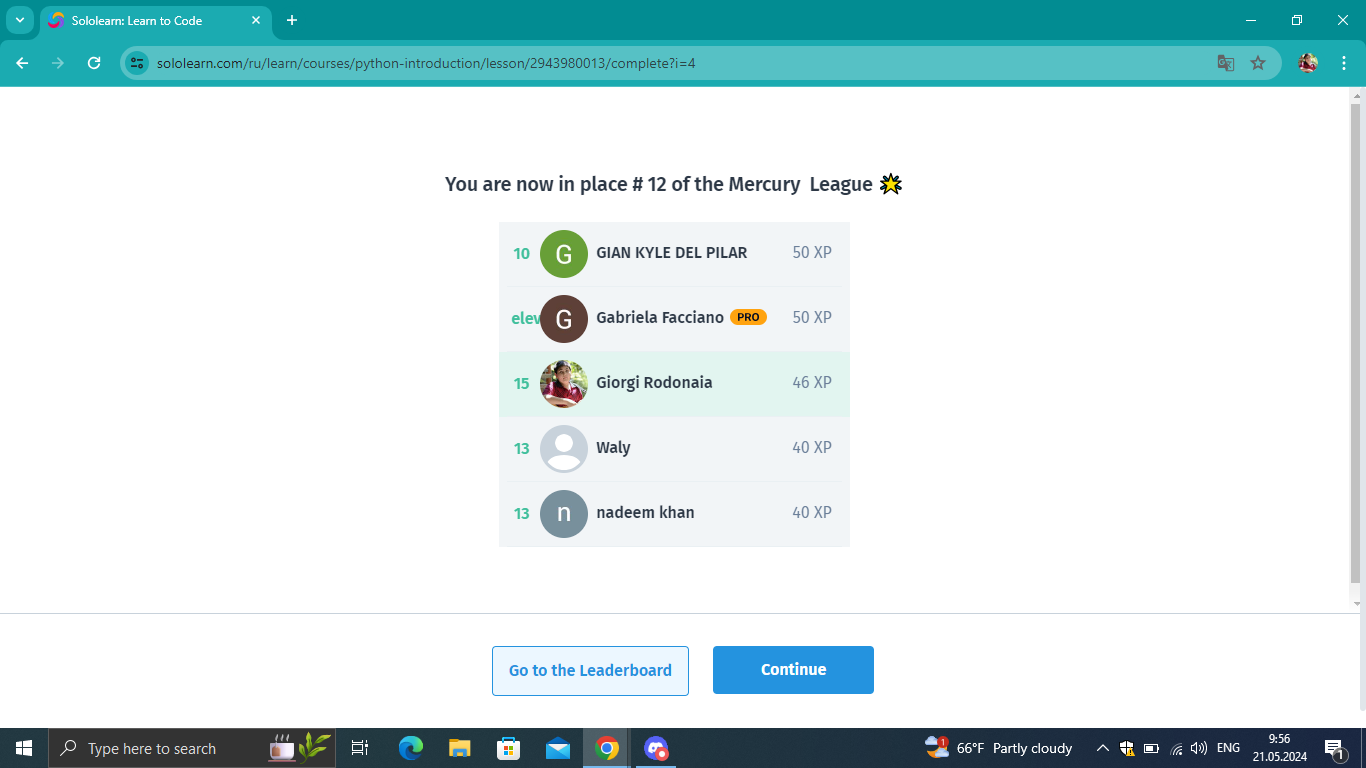 Sololearn: Learn to Code
sololearn.com/ru/learn/courses/python-introduction/lesson/2943980013/complete?i=4
You are now in place # 12 of the Mercury League
10 G GIAN KYLE DEL PILAR 50 XP
elev G Gabriela Facciano PRO 50 XP
15 Giorgi Rodonaia 46 XP
13 Waly 40 XP
13 n nadeem khan 40 XP
Go to the Leaderboard Continue
Type here to search 1 66°F Partly cloudy ENG 9:56
21.05.2024 1